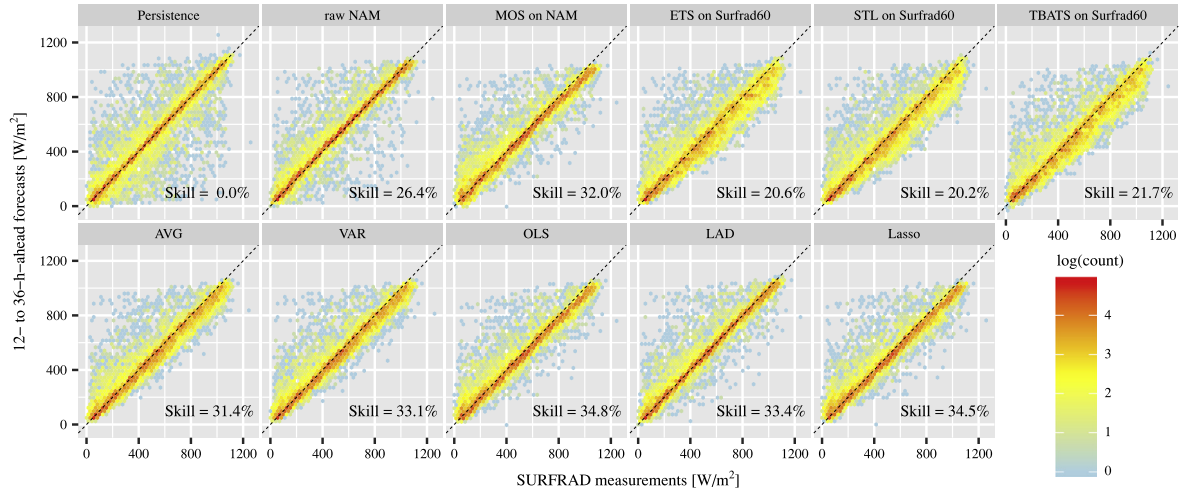 Persistence
raw NAM
MOS on NAM
ETS on Surfrad60
STL on Surfrad60
TBATS on Surfrad60
1200
800
400
0
Skill = 0.0%
Skill = 26.4%
Skill = 32.0%
Skill = 20.6%
Skill = 20.2%
Skill = 21.7%
0 400 800 1200
AVG
VAR
OLS
LAD
Lasso
1200
800
400
0
Skill = 31.4%
Skill = 33.1%
Skill = 34.8%
Skill = 33.4%
Skill = 34.5%
0 400 800 1200
0 400 800 1200
0 400 800 1200
0 400 800 1200
0 400 800 1200
12− to 36−h−ahead forecasts [W/m²]
SURFRAD measurements [W/m²]
log(count)
4
3
2
1
0